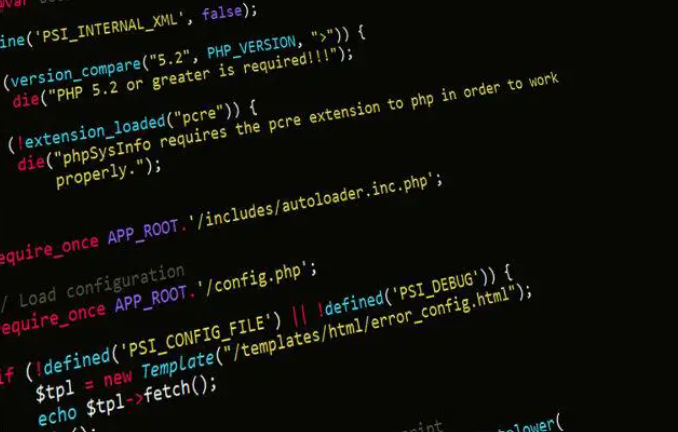 @var
ine('PSI_INTERNAL_XML', false);
(version_compare("5.2", PHP_VERSION, ">")) {
die("PHP 5.2 or greater is required!!!");
(!extension_loaded("pcre")) {
die("phpSysInfo requires the pcre extension to php in order to work
properly.");
equire_once APP_ROOT.'/includes/autoloader.inc.php';
/ Load configuration
equire_once APP_ROOT.'/config.php';
if (!defined('PSI_CONFIG_FILE') || !defined('PSI_DEBUG')) {
$tpl = new Template("/templates/html/error_config.html");
echo $tpl->fetch();
();
ript
tolower(